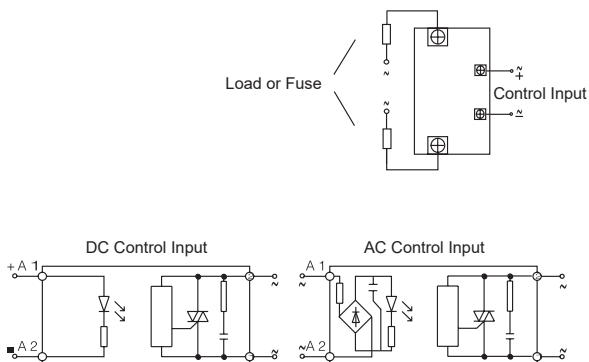 ~
+
Load or Fuse
~
~
Control Input
~
-
DC Control Input
AC Control Input
+A 1
~
A 1
~
~
A 2
~
~A 2
~